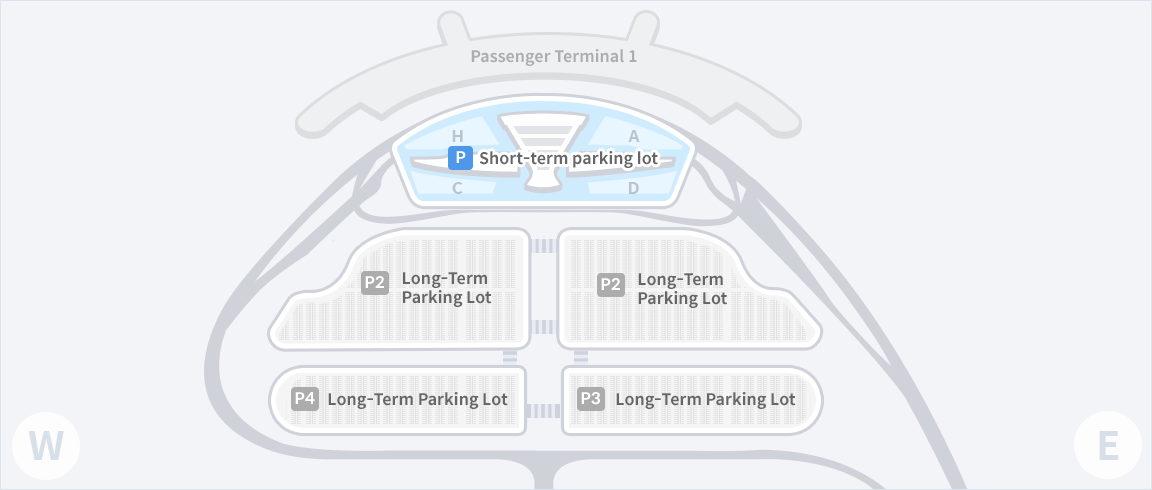 Passenger Terminal 1
H
A
P Short-term parking lot
C
D
P2 Long-Term
Parking Lot
P2 Long-Term
Parking Lot
P4 Long-Term Parking Lot
P3 Long-Term Parking Lot
W
E